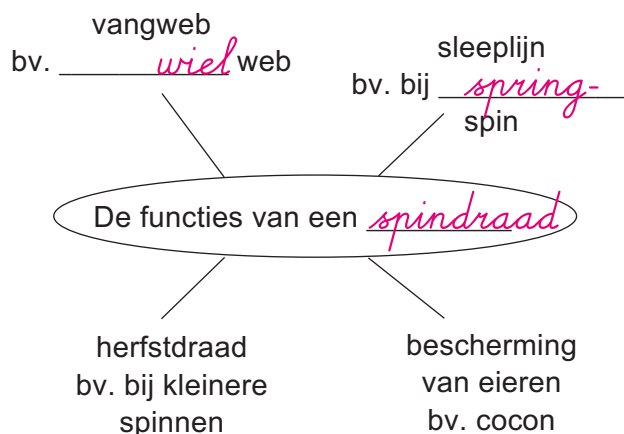 vangweb
bv. wiel web
sleeplijn
bv. bij spring-
spin
De functies van een spindraad
herfstdraad
bv. bij kleinere
spinnen
bescherming
van eieren
bv. cocon